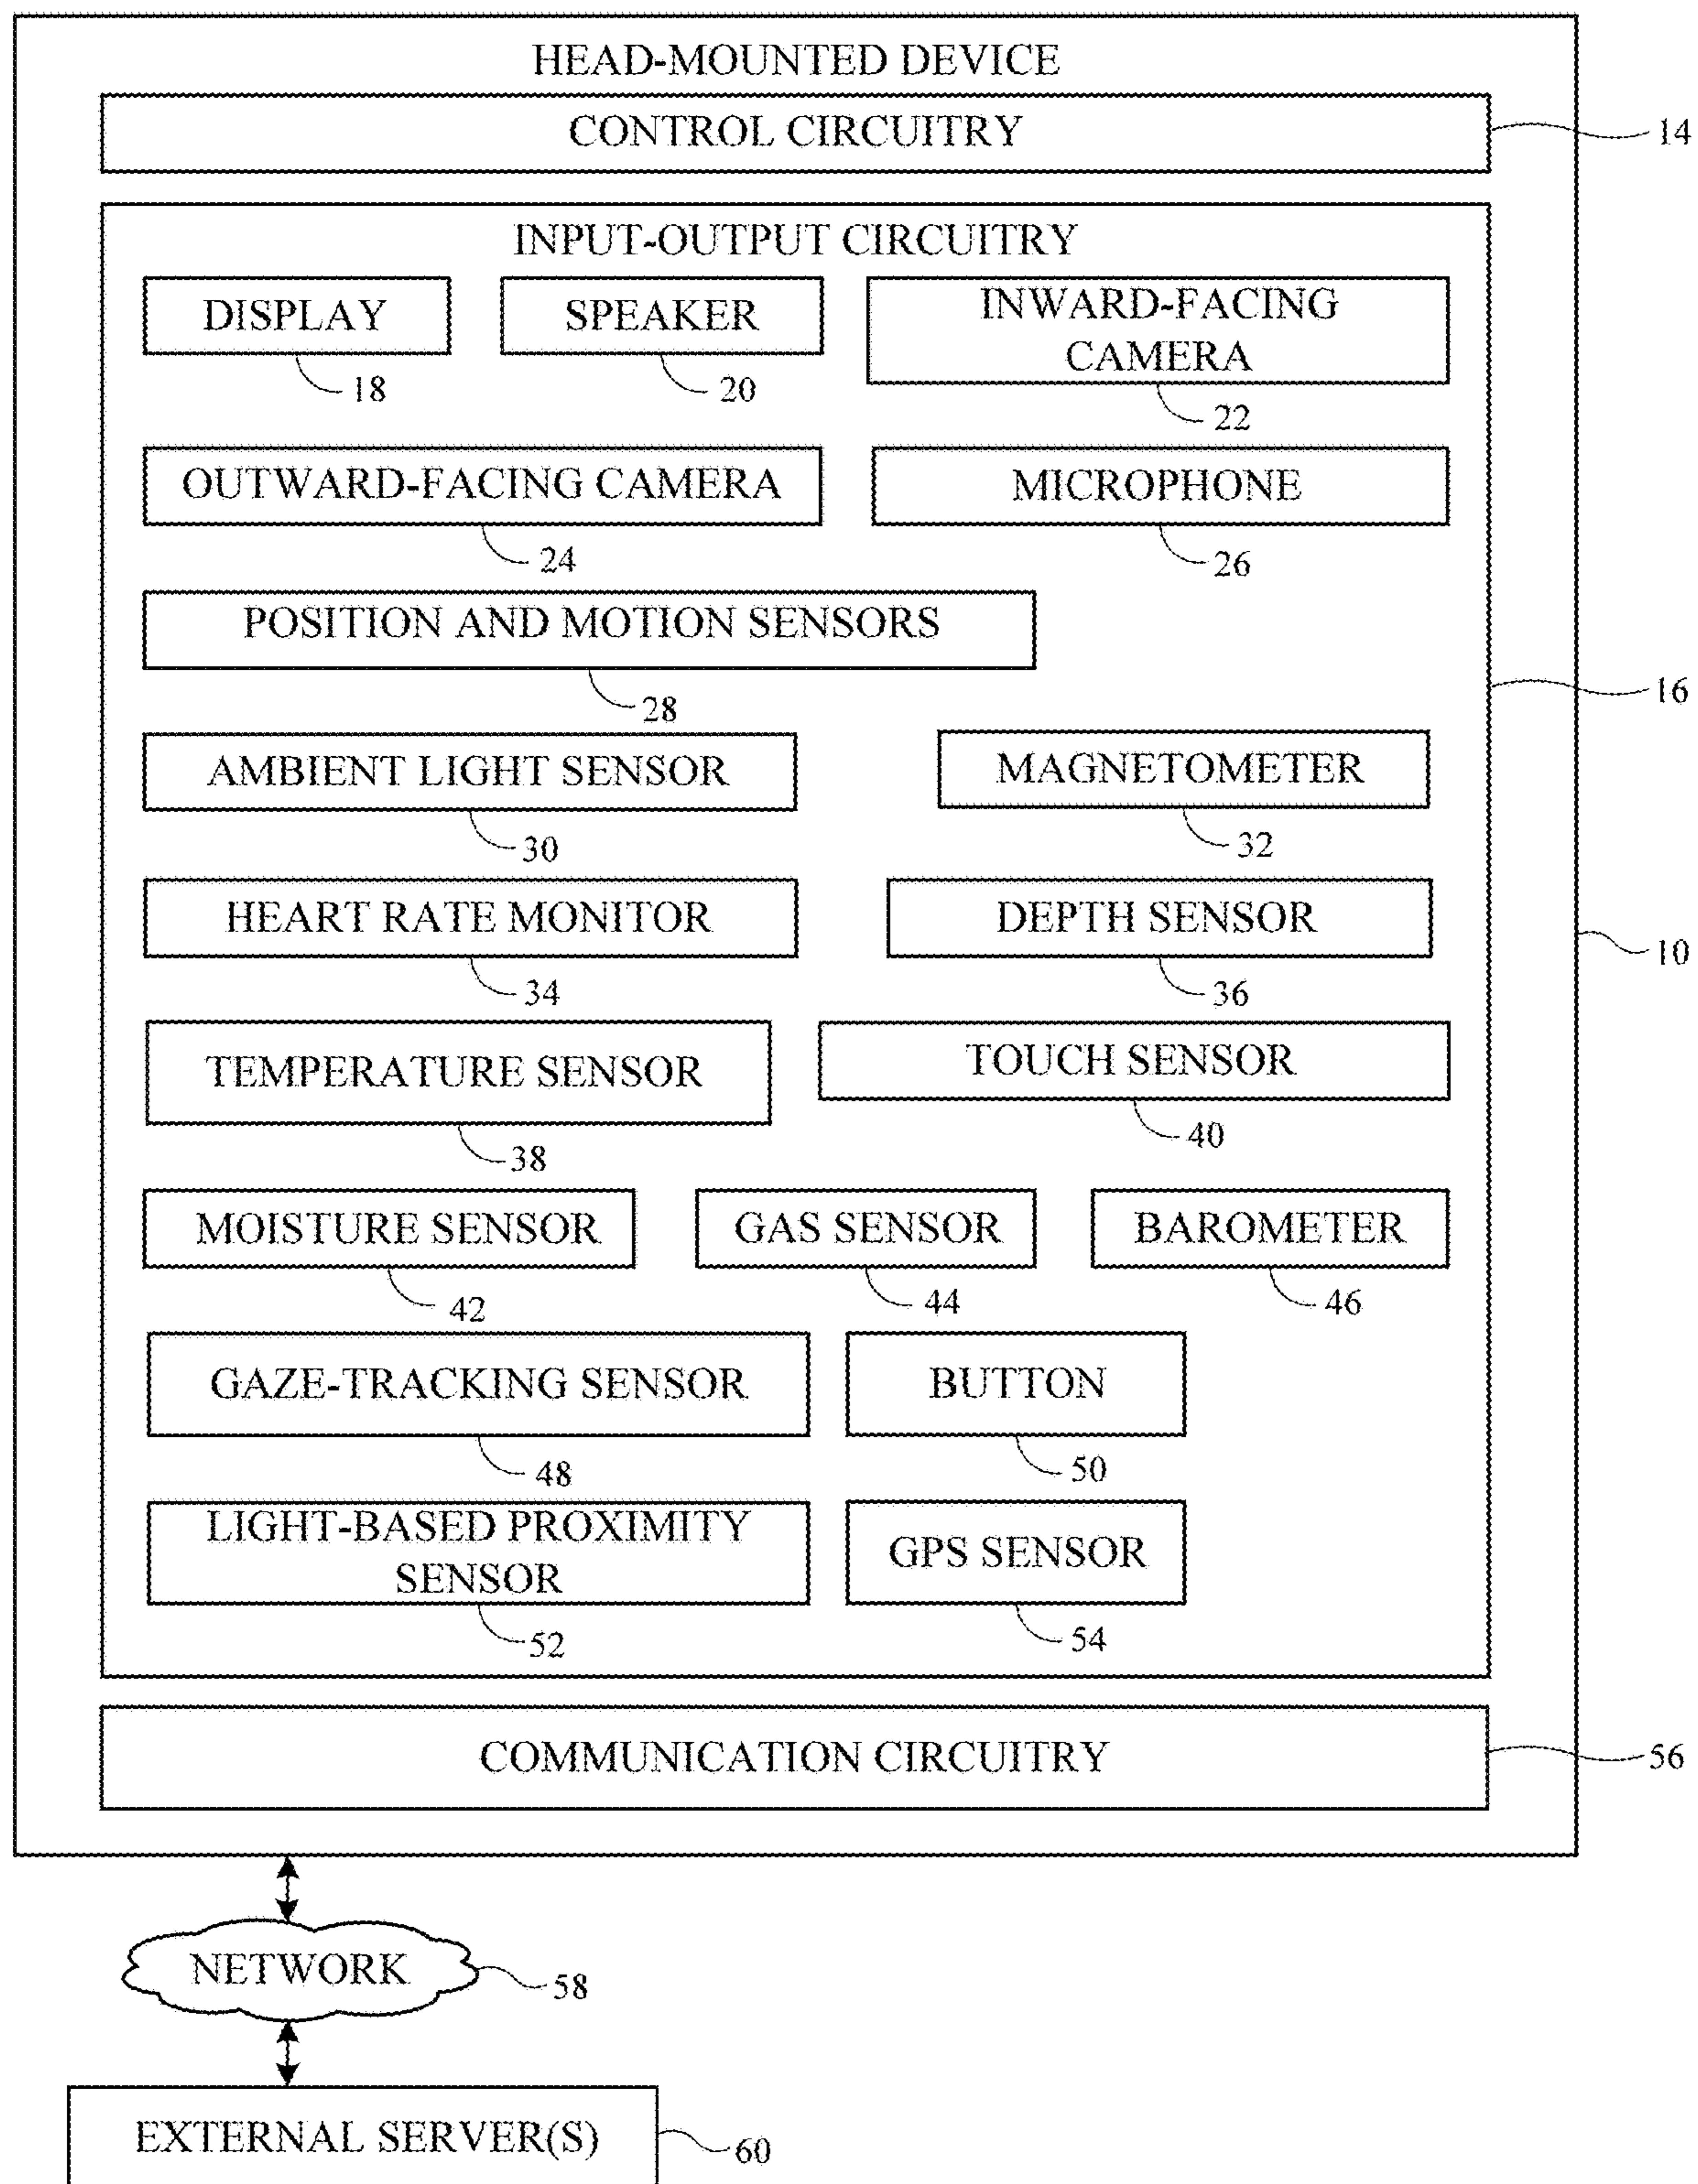 HEAD-MOUNTED DEVICE
CONTROL CIRCUITRY
14
INPUT-OUTPUT CIRCUITRY
DISPLAY
SPEAKER
INWARD-FACING
CAMERA
18
20
22
OUTWARD-FACING CAMERA
MICROPHONE
24
26
POSITION AND MOTION SENSORS
28
16
AMBIENT LIGHT SENSOR
MAGNETOMETER
30
32
HEART RATE MONITOR
DEPTH SENSOR
10
34
36
TEMPERATURE SENSOR
TOUCH SENSOR
38
40
MOISTURE SENSOR
GAS SENSOR
BAROMETER
42
44
46
GAZE-TRACKING SENSOR
BUTTON
48
50
LIGHT-BASED PROXIMITY
SENSOR
GPS SENSOR
52
54
COMMUNICATION CIRCUITRY
56
NETWORK
58
EXTERNAL SERVER(S)
60